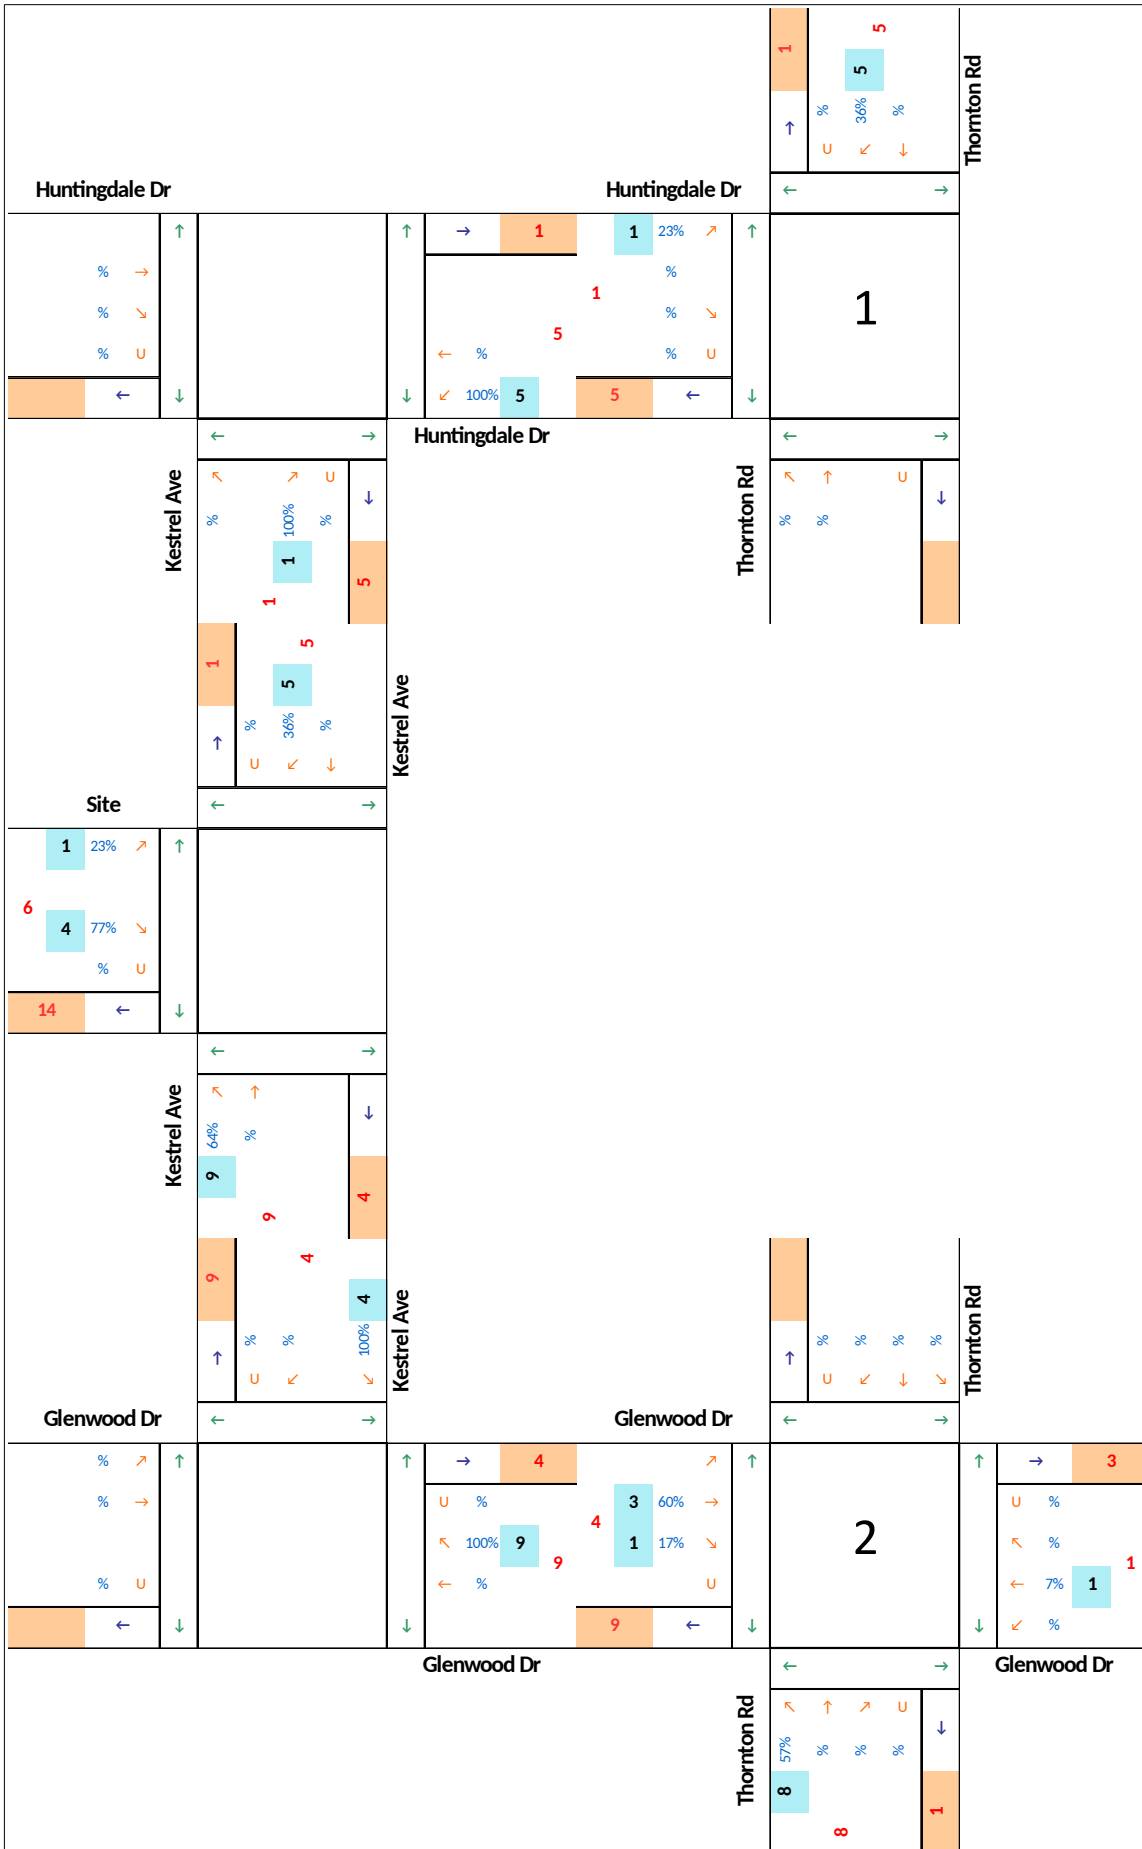 1
5
5
% 36% %
↑
U ↙ ↓
Thornton Rd
← →
Huntingdale Dr
Huntingdale Dr
↑
% →
% ↘
% U
← ↓
↑
→ 1
5
← %
↙ 100% 5
↓
1 23% ↗
1
%
% ↘
% U
5 ←
↑
↓
1
← →
Huntingdale Dr
← →
Kestrel Ave
↖ ↗ U
↓
% 100% %
1
1
5
1
5
5
% 36% %
↑
U ↙ ↓
Kestrel Ave
← →
Thornton Rd
↖ ↑ U
↓
% %
Site
1 23% ↗ ↑
6
4 77% ↘
% U
14 ← ↓
← →
Kestrel Ave
↖ ↑
↓
64% %
9
9
4
9
4
4
% % 100%
↑
U ↙ ↘
Kestrel Ave
← →
↑
% % % %
U ↙ ↓ ↘
Thornton Rd
← →
Glenwood Dr
Glenwood Dr
% ↗ ↑
% →
% U
← ↓
↑ → 4
U %
↖ 100% 9
9
← %
↓
↗ ↑
3 60% →
4
1 17% ↘
U
9 ← ↓
2
↑ → 3
U %
↖ %
1
← 7% 1
↙ %
↓
Glenwood Dr
← →
Glenwood Dr
Thornton Rd
↖ ↑ ↗ U
↓
57% % % %
8
8
1